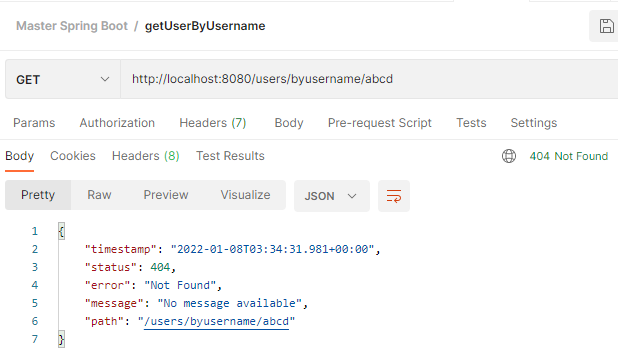 Master Spring Boot / getUserByUsername
GET http://localhost:8080/users/byusername/abcd
Params Authorization Headers (7) Body Pre-request Script Tests Settings
Body Cookies Headers (8) Test Results 404 Not Found
Pretty Raw Preview Visualize JSON
1 {
2 "timestamp": "2022-01-08T03:34:31.981+00:00",
3 "status": 404,
4 "error": "Not Found",
5 "message": "No message available",
6 "path": "/users/byusername/abcd"
7 }